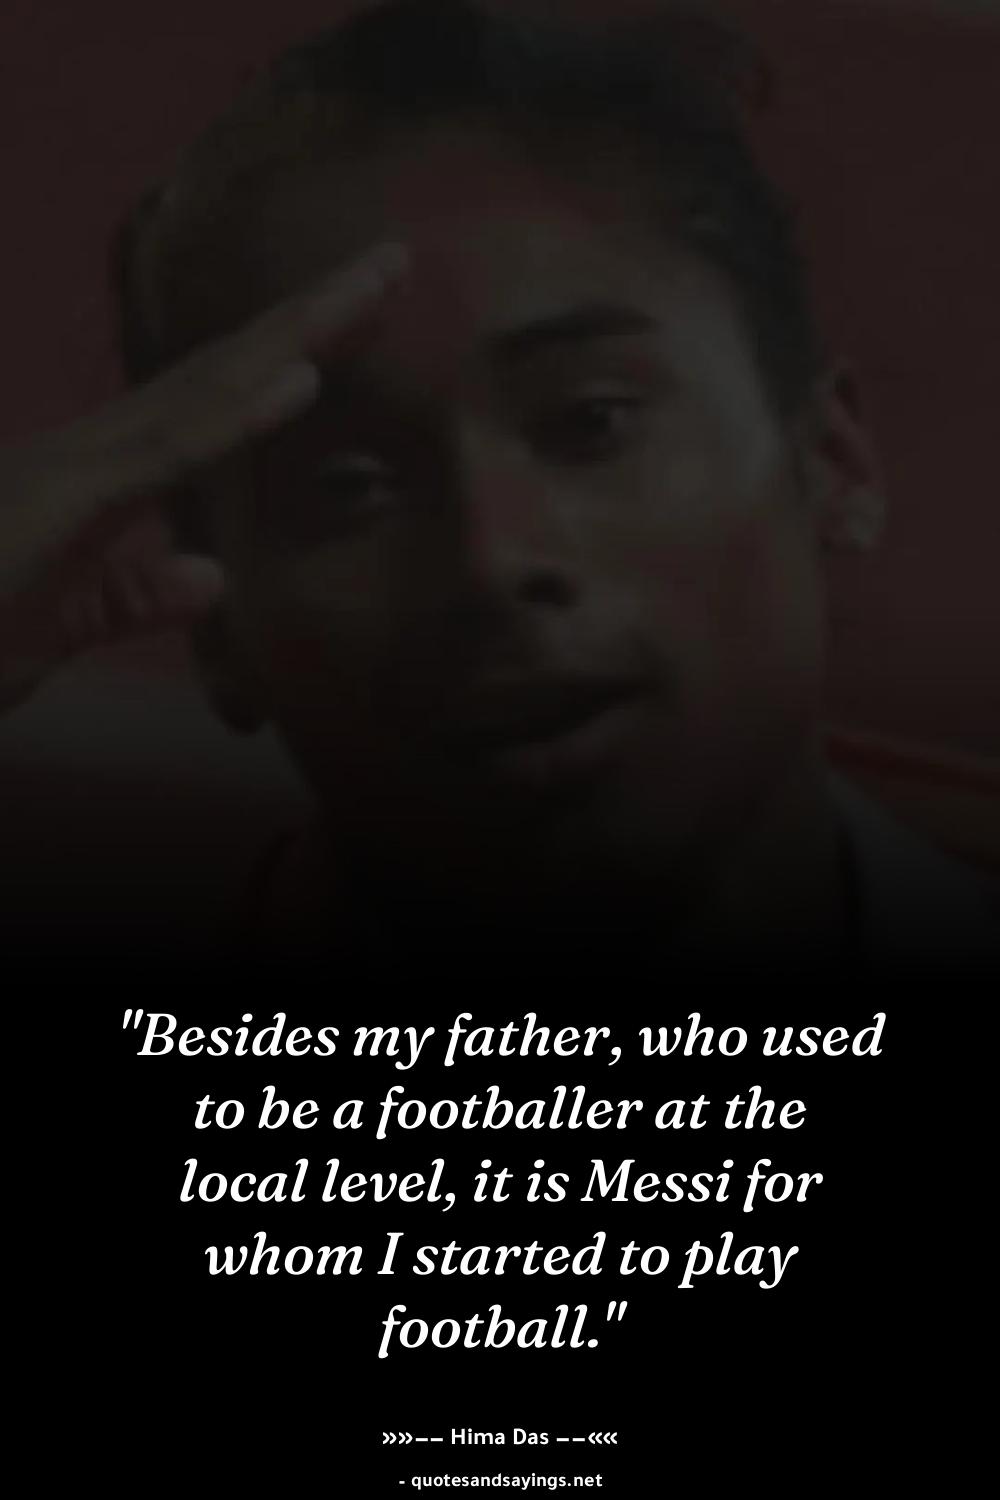 "Besides my father, who used
to be a footballer at the
local level, it is Messi for
whom I started to play
football."
»»−− Hima Das −−««
- quotesandsayings.net